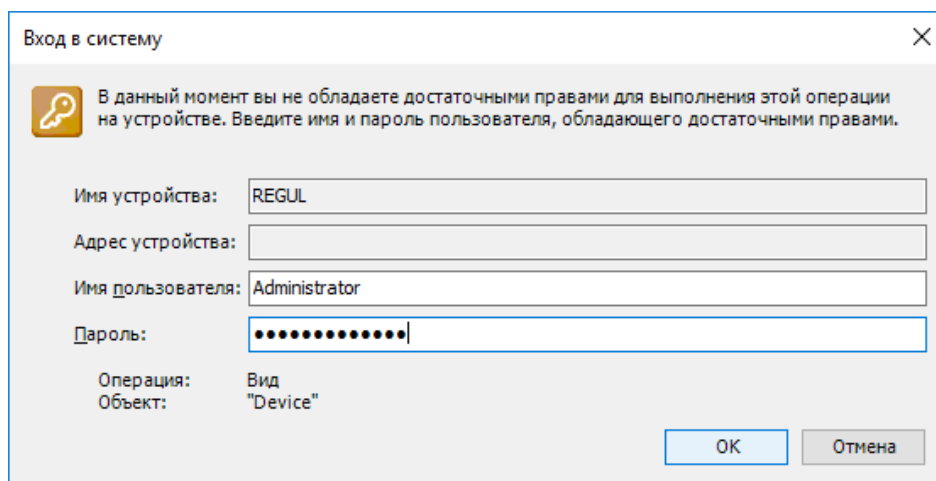 Вход в систему
В данный момент вы не обладаете достаточными правами для выполнения этой операции
на устройстве. Введите имя и пароль пользователя, обладающего достаточными правами.
Имя устройства: REGUL
Адрес устройства:
Имя пользователя: Administrator
Пароль: •••••••••••••
Операция: Вид
Объект: "Device"
OK Отмена